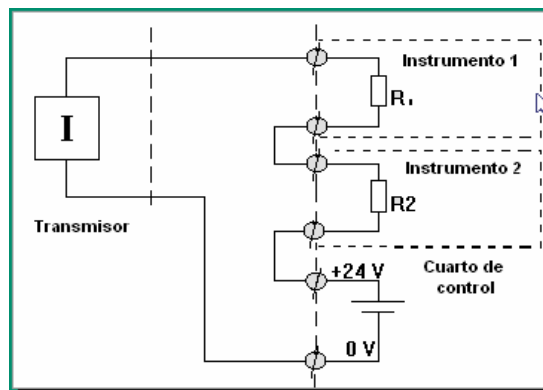 Instrumento 1
R1
I
Instrumento 2
R2
Transmisor
+24 V
Cuarto de
control
0 V